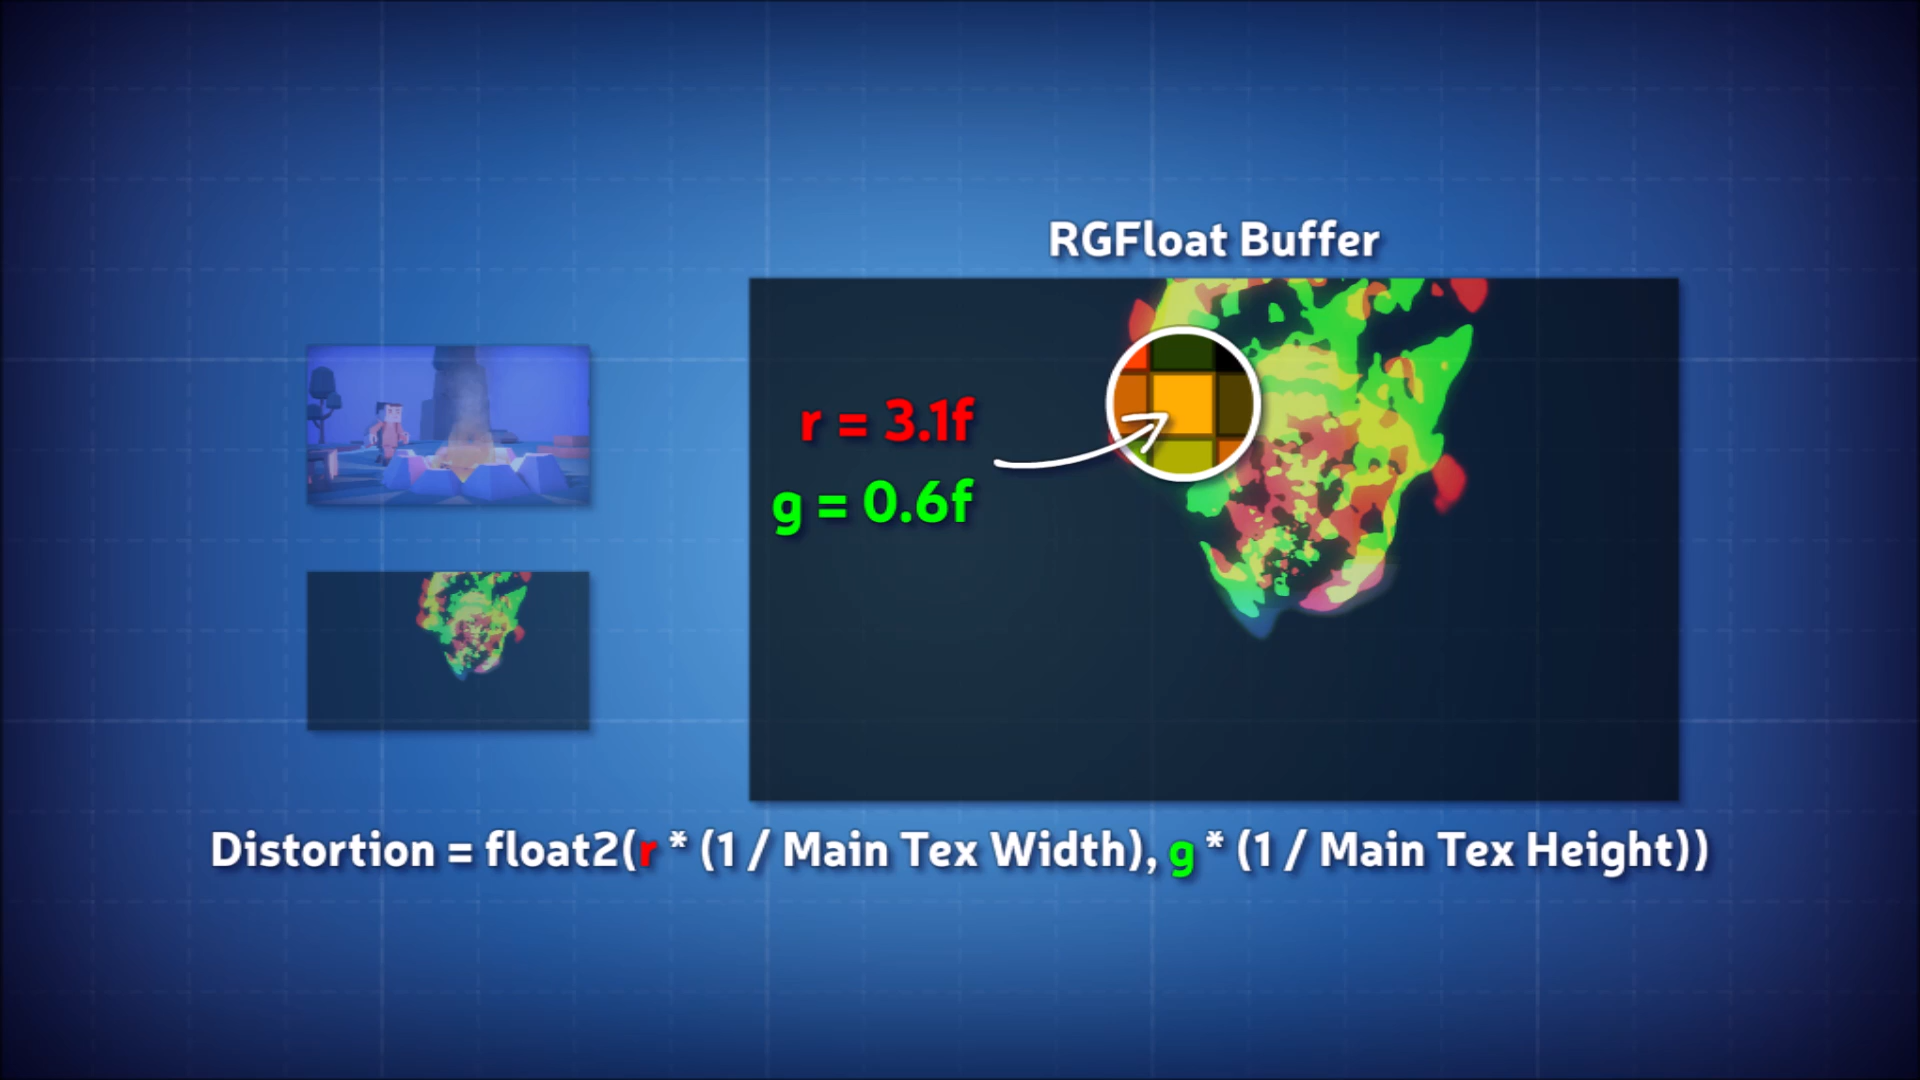 RGFloat Buffer
r = 3.1f
g = 0.6f
Distortion = float2(r * (1 / Main Tex Width), g * (1 / Main Tex Height))